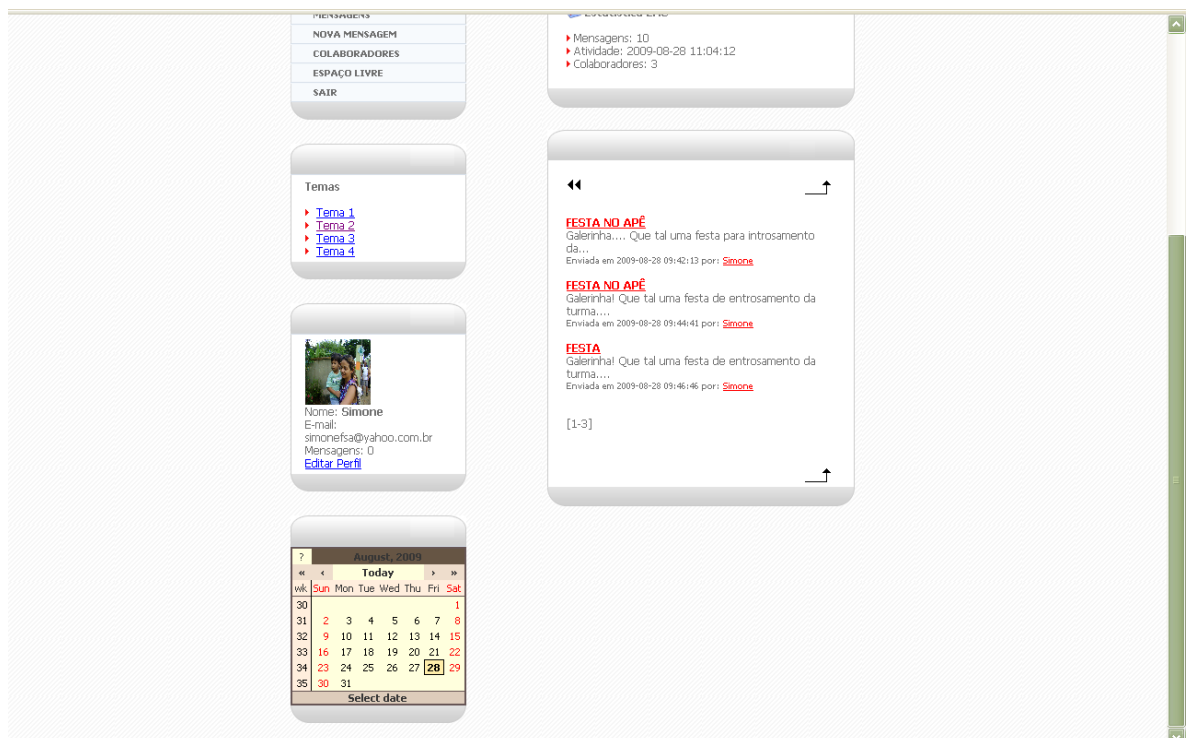 MENSAGENS
NOVA MENSAGEM
COLABORADORES
ESPAÇO LIVRE
SAIR
Temas
Tema 1
Tema 2
Tema 3
Tema 4
Nome: Simone
E-mail:
simonefsa@yahoo.com.br
Mensagens: 0
Editar Perfil
? August, 2009
« ‹ Today › »
wk Sun Mon Tue Wed Thu Fri Sat
30 1
31 2 3 4 5 6 7 8
32 9 10 11 12 13 14 15
33 16 17 18 19 20 21 22
34 23 24 25 26 27 28 29
35 30 31
Select date
Mensagens: 10
Atividade: 2009-08-28 11:04:12
Colaboradores: 3
FESTA NO APÊ
Galerinha.... Que tal uma festa para introsamento
da...
Enviada em 2009-08-28 09:42:13 por: Simone
FESTA NO APÊ
Galerinha! Que tal uma festa de entrosamento da
turma....
Enviada em 2009-08-28 09:44:41 por: Simone
FESTA
Galerinha! Que tal uma festa de entrosamento da
turma....
Enviada em 2009-08-28 09:46:46 por: Simone
[1-3]